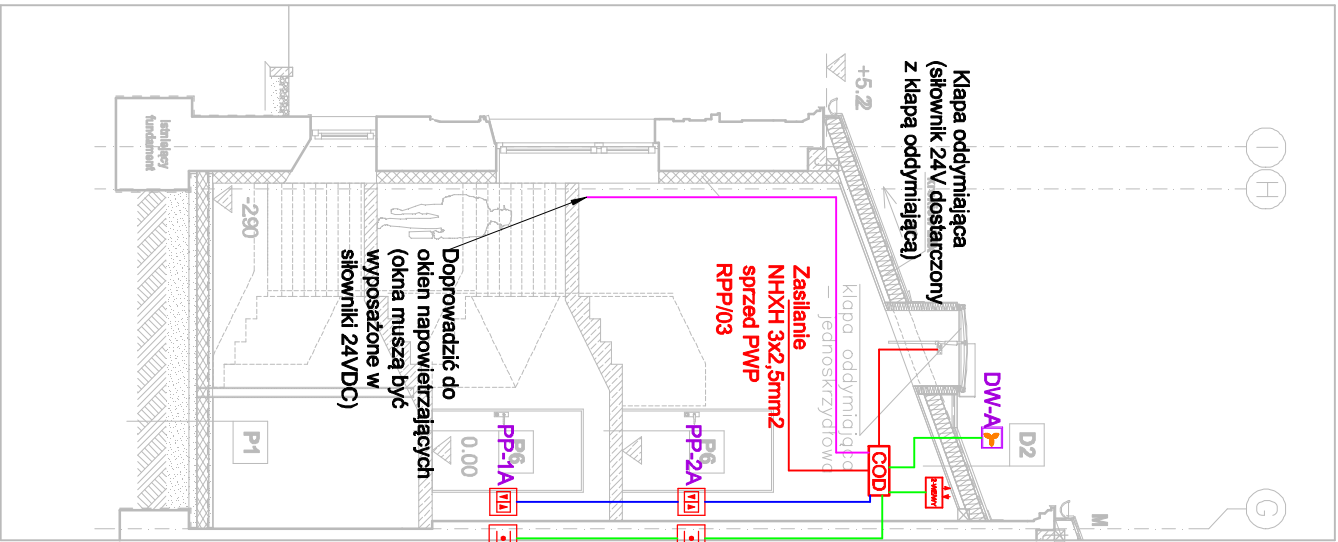 Klapa oddymiająca
(siłownik 24V dostarczony
z klapą oddymiającą)
+5.2
I
H
G
istniejący
fundament
-290
Doprowadzić do
okien napowietrzających
(okna muszą być
wyposażone w
siłowniki 24VDC)
Zasilanie
NHXH 3x2,5mm2
sprzed PWP
RPP/03
klapa oddymiająca
– jednoskrzydłowa
DW-A
D2
COD
M
P6
PP-2A
P6
PP-1A
0.00
P1